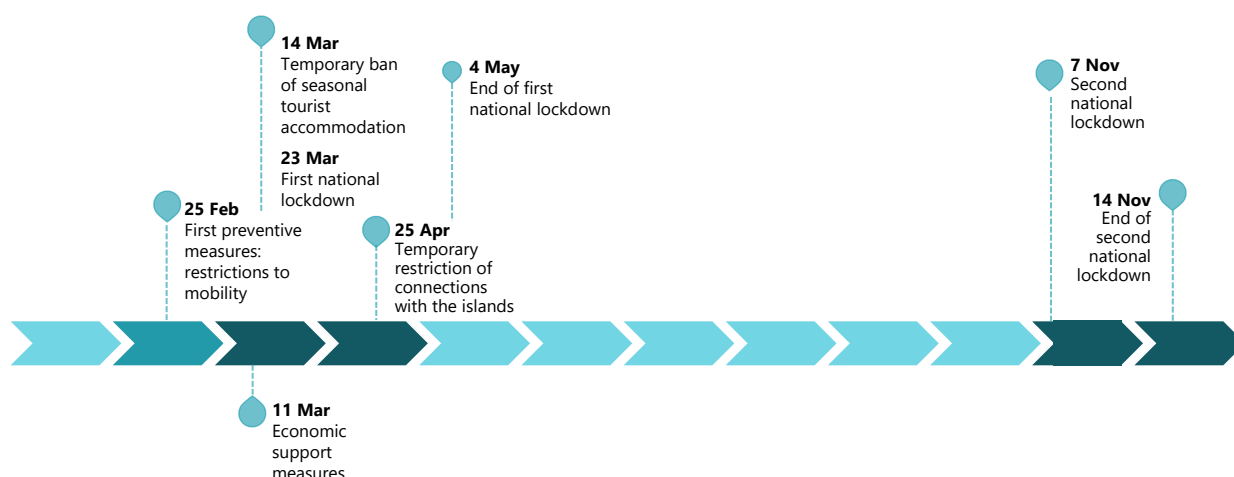 25 Feb
First preventive
measures:
restrictions to
mobility
14 Mar
Temporary ban
of seasonal
tourist
accommodation
23 Mar
First national
lockdown
11 Mar
Economic
support
measures
25 Apr
Temporary
restriction of
connections
with the islands
4 May
End of first
national lockdown
7 Nov
Second
national
lockdown
14 Nov
End of
second
national
lockdown